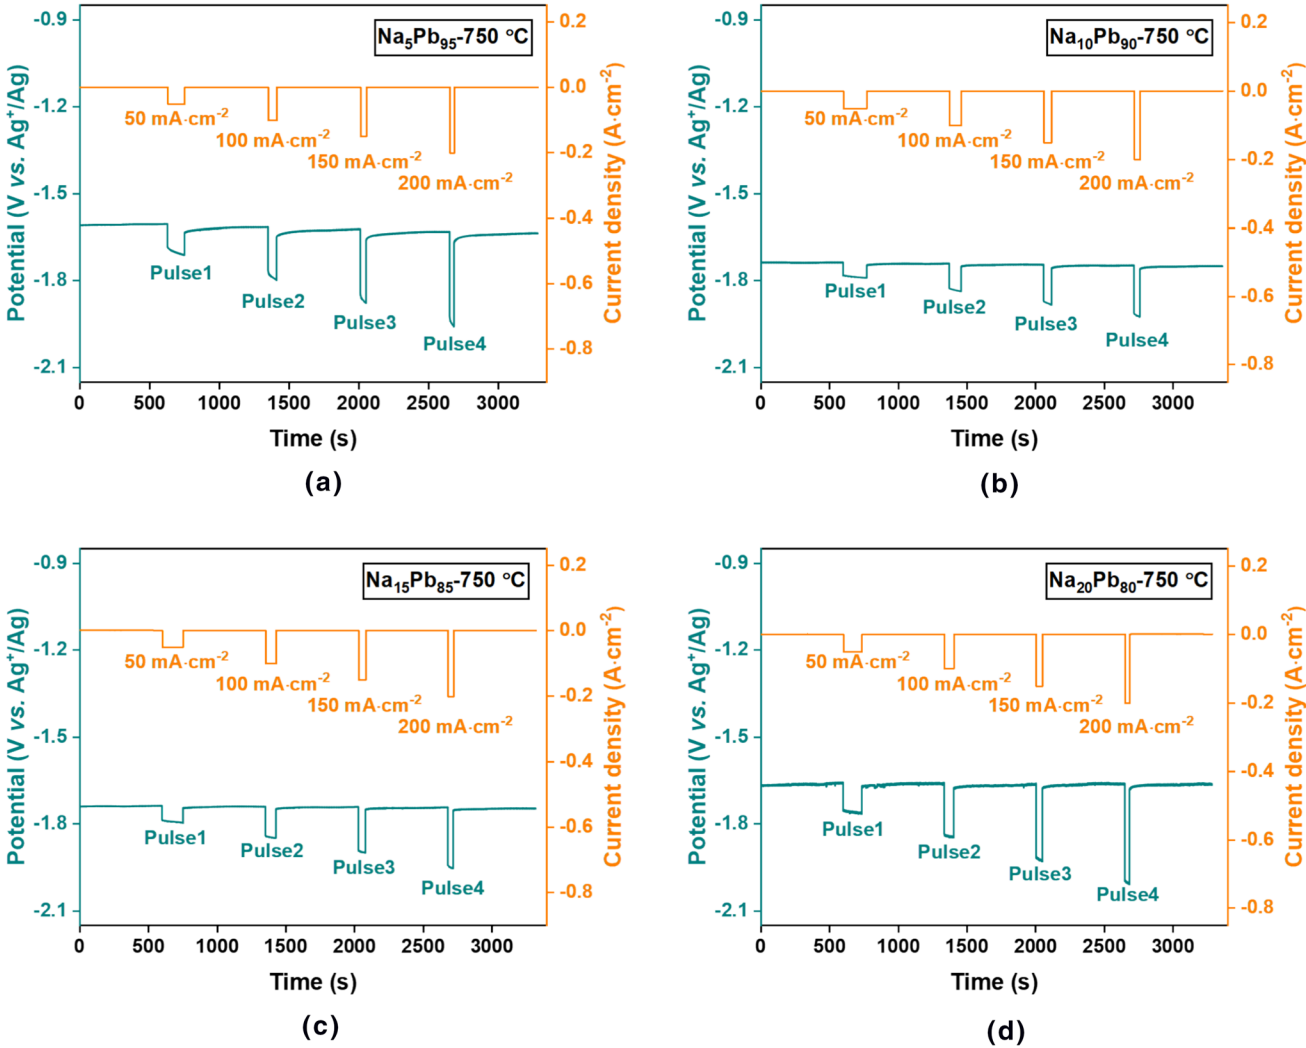 Na₅Pb₉₅-750 °C
Potential (V vs. Ag⁺/Ag)
-0.9
-1.2
-1.5
-1.8
-2.1
50 mA·cm⁻²
100 mA·cm⁻²
150 mA·cm⁻²
200 mA·cm⁻²
Pulse1
Pulse2
Pulse3
Pulse4
0.2
0.0
-0.2
-0.4
-0.6
-0.8
Current density (A·cm⁻²)
0 500 1000 1500 2000 2500 3000
Time (s)
(a)
Na₁₀Pb₉₀-750 °C
Potential (V vs. Ag⁺/Ag)
-0.9
-1.2
-1.5
-1.8
-2.1
50 mA·cm⁻²
100 mA·cm⁻²
150 mA·cm⁻²
200 mA·cm⁻²
Pulse1
Pulse2
Pulse3
Pulse4
0.2
0.0
-0.2
-0.4
-0.6
-0.8
Current density (A·cm⁻²)
0 500 1000 1500 2000 2500 3000
Time (s)
(b)
Na₁₅Pb₈₅-750 °C
Potential (V vs. Ag⁺/Ag)
-0.9
-1.2
-1.5
-1.8
-2.1
50 mA·cm⁻²
100 mA·cm⁻²
150 mA·cm⁻²
200 mA·cm⁻²
Pulse1
Pulse2
Pulse3
Pulse4
0.2
0.0
-0.2
-0.4
-0.6
-0.8
Current density (A·cm⁻²)
0 500 1000 1500 2000 2500 3000
Time (s)
(c)
Na₂₀Pb₈₀-750 °C
Potential (V vs. Ag⁺/Ag)
-0.9
-1.2
-1.5
-1.8
-2.1
50 mA·cm⁻²
100 mA·cm⁻²
150 mA·cm⁻²
200 mA·cm⁻²
Pulse1
Pulse2
Pulse3
Pulse4
0.2
0.0
-0.2
-0.4
-0.6
-0.8
Current density (A·cm⁻²)
0 500 1000 1500 2000 2500 3000
Time (s)
(d)